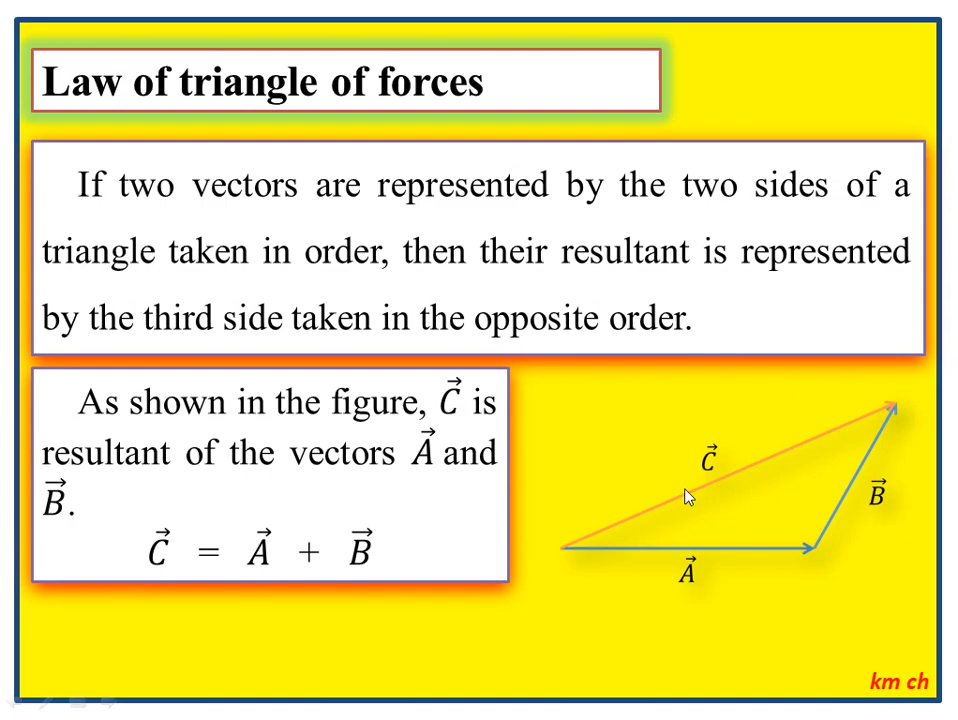 Law of triangle of forces
If two vectors are represented by the two sides of a
triangle taken in order, then their resultant is represented
by the third side taken in the opposite order.
As shown in the figure, C⃗ is
resultant of the vectors A⃗ and
B⃗.
C⃗ = A⃗ + B⃗
C⃗
B⃗
A⃗
km ch